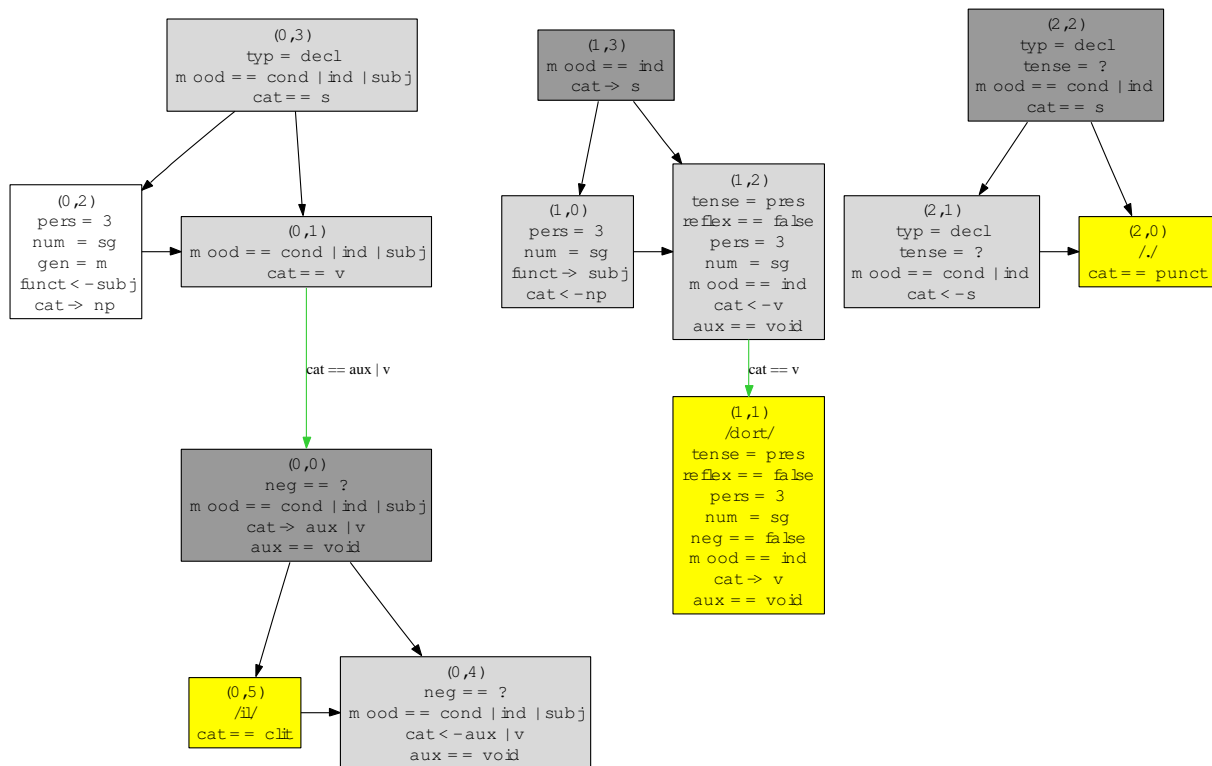 (0,3)
typ = decl
mood == cond | ind | subj
cat == s
(1,3)
mood == ind
cat -> s
(2,2)
typ = decl
tense = ?
mood == cond | ind
cat == s
(0,2)
pers = 3
num = sg
gen = m
funct <- subj
cat -> np
(0,1)
mood == cond | ind | subj
cat == v
(1,0)
pers = 3
num = sg
funct -> subj
cat <- np
(1,2)
tense = pres
reflex == false
pers = 3
num = sg
mood == ind
cat <- v
aux == void
(2,1)
typ = decl
tense = ?
mood == cond | ind
cat <- s
(2,0)
/./
cat == punct
cat == aux | v
cat == v
(0,0)
neg == ?
mood == cond | ind | subj
cat -> aux | v
aux == void
(1,1)
/dort/
tense = pres
reflex == false
pers = 3
num = sg
neg == false
mood == ind
cat -> v
aux == void
(0,5)
/il/
cat == clit
(0,4)
neg == ?
mood == cond | ind | subj
cat <- aux | v
aux == void